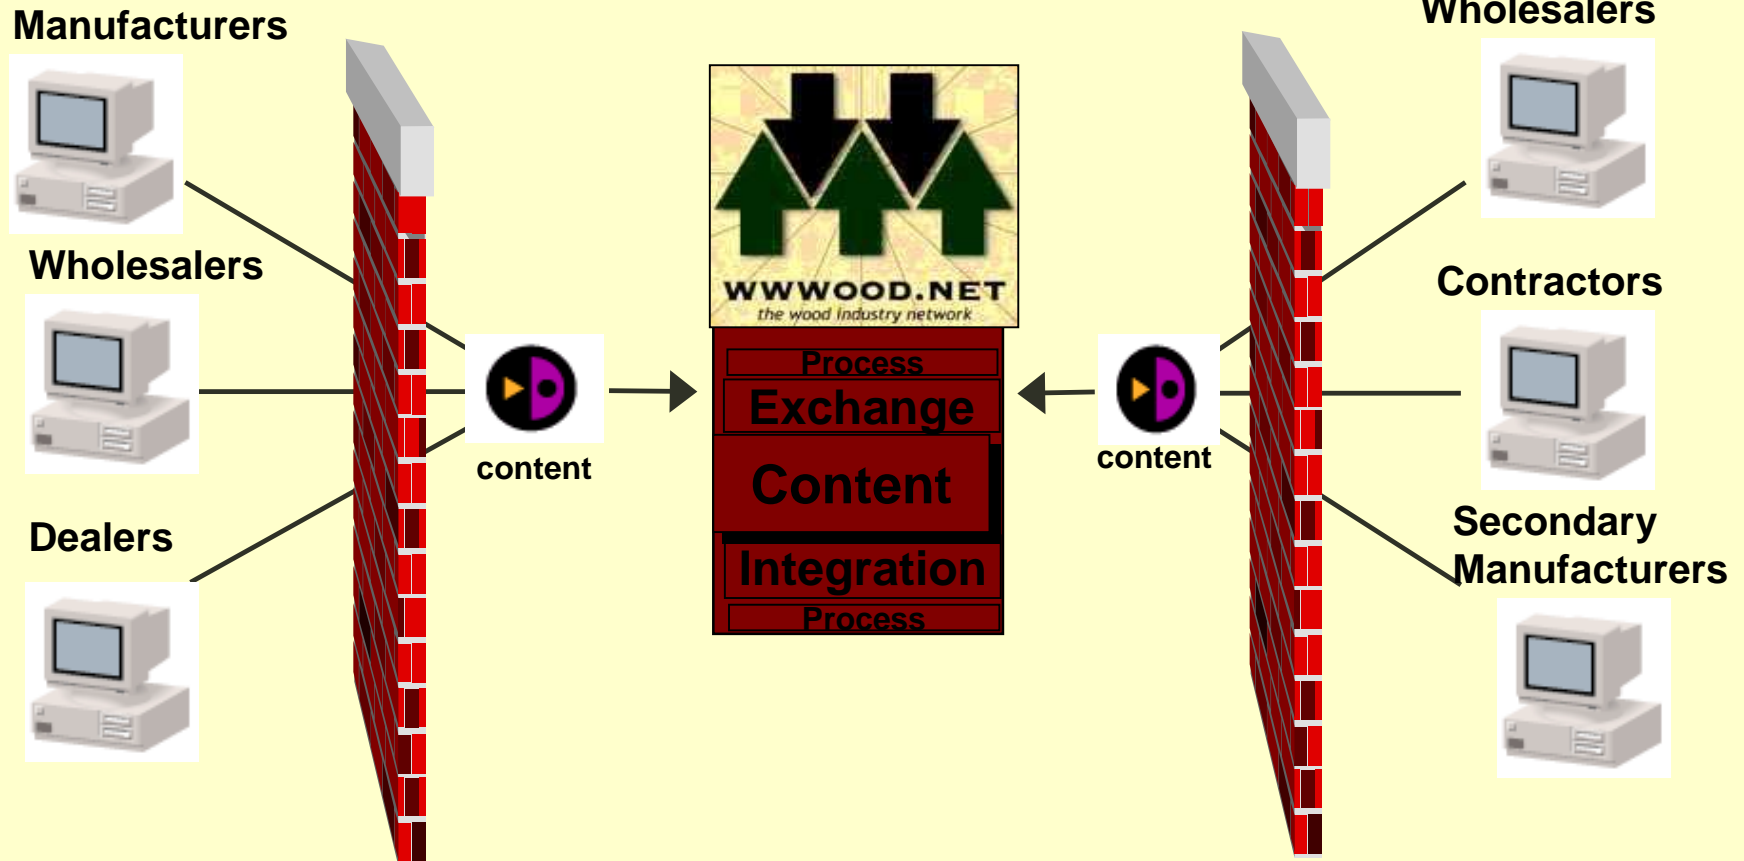 Manufacturers
Wholesalers
Dealers
content
WWWOOD.NET
the wood industry network
Process
Exchange
Content
Integration
Process
content
Wholesalers
Contractors
Secondary
Manufacturers